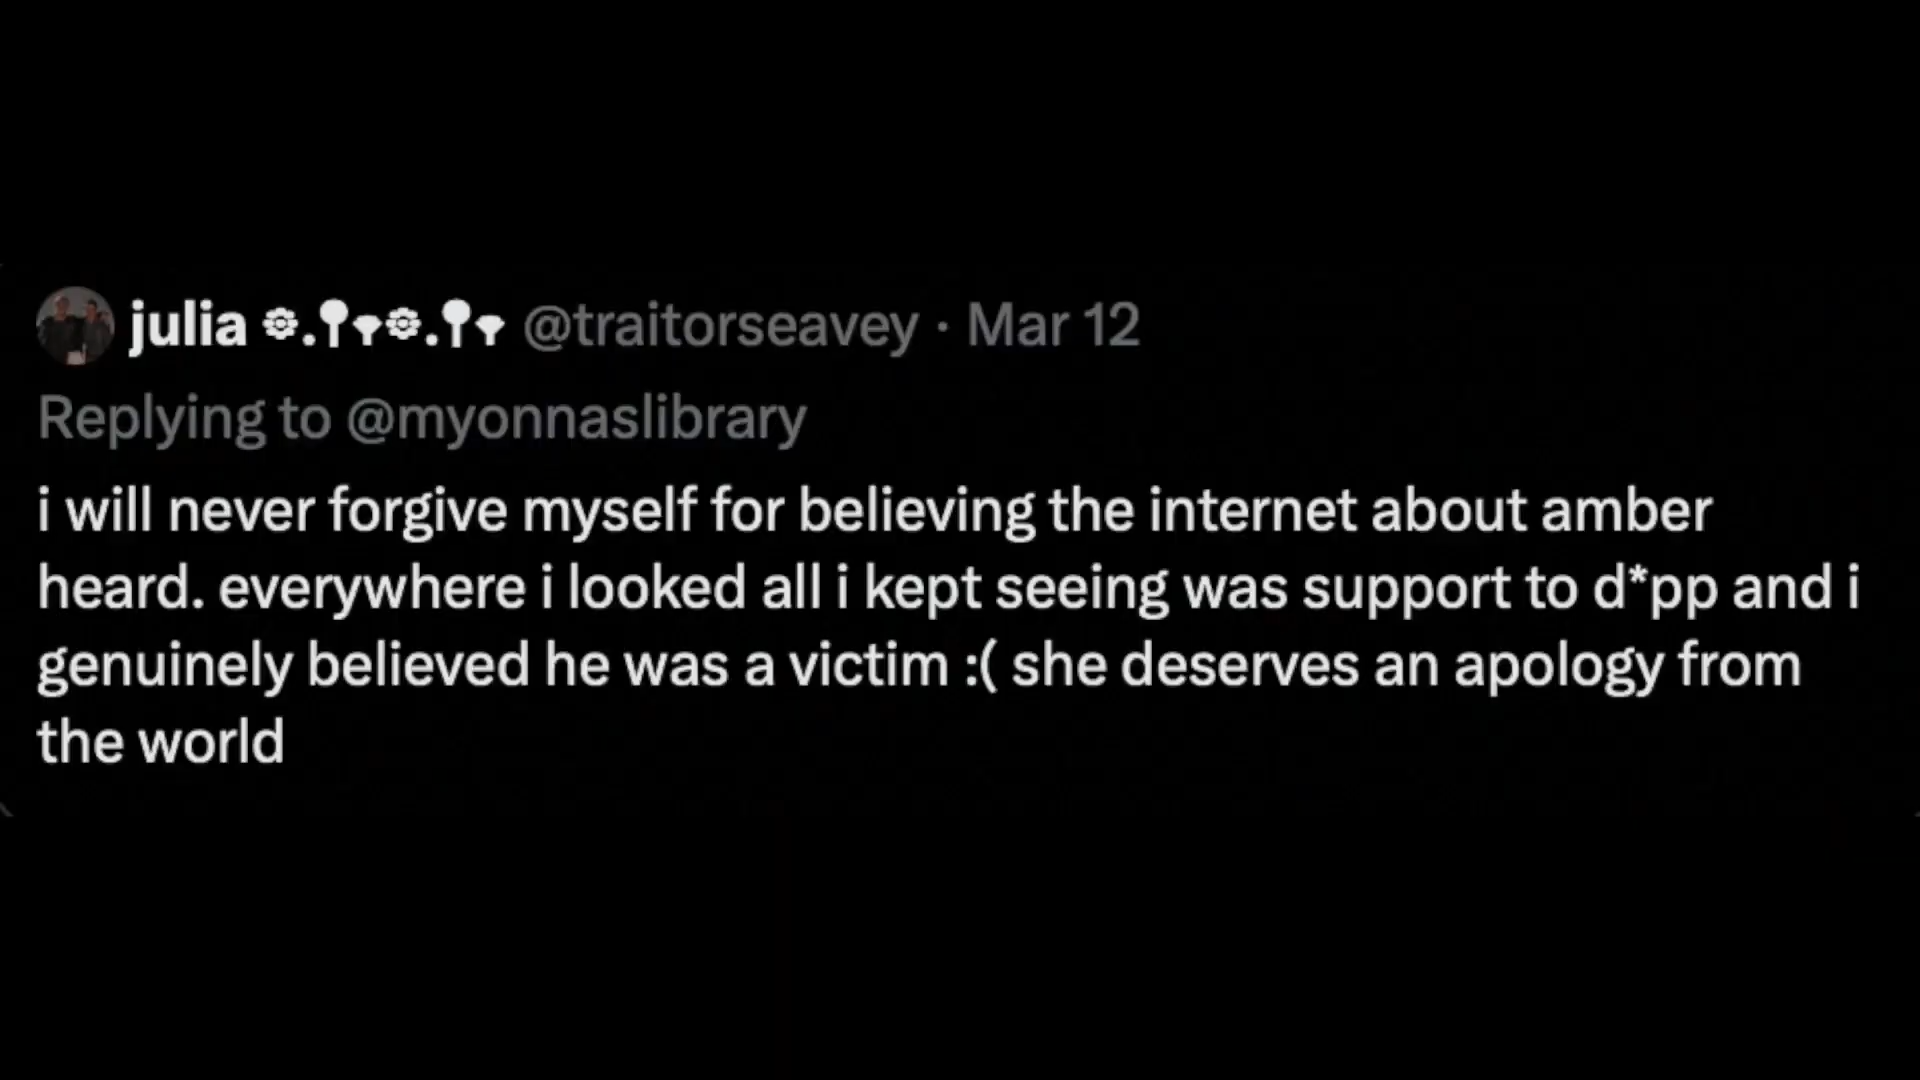 julia @traitorseavey · Mar 12
Replying to @myonnaslibrary
i will never forgive myself for believing the internet about amber
heard. everywhere i looked all i kept seeing was support to d*pp and i
genuinely believed he was a victim :( she deserves an apology from
the world